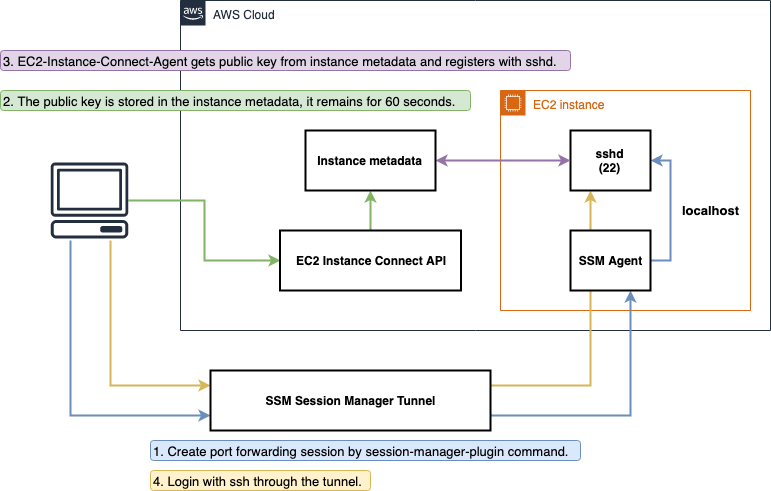 aws
AWS Cloud
3. EC2-Instance-Connect-Agent gets public key from instance metadata and registers with sshd.
2. The public key is stored in the instance metadata, it remains for 60 seconds.
EC2 instance
Instance metadata
sshd
(22)
localhost
EC2 Instance Connect API
SSM Agent
SSM Session Manager Tunnel
1. Create port forwarding session by session-manager-plugin command.
4. Login with ssh through the tunnel.